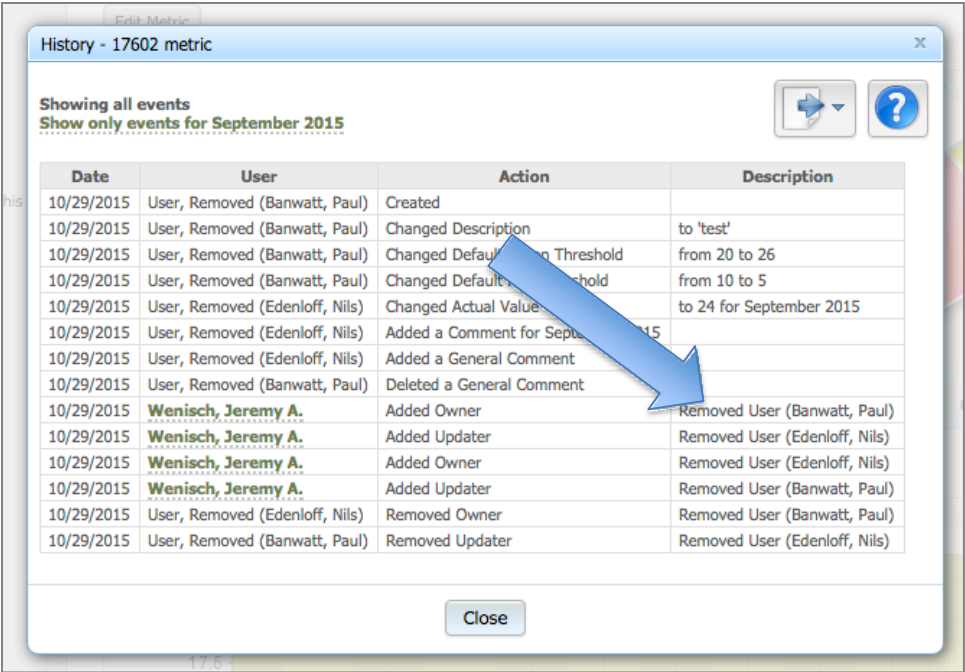 Edit Metric
History - 17602 metric x
Showing all events
Show only events for September 2015
?
Date User Action Description
his
10/29/2015 User, Removed (Banwatt, Paul) Created
10/29/2015 User, Removed (Banwatt, Paul) Changed Description to 'test'
10/29/2015 User, Removed (Banwatt, Paul) Changed Default Threshold from 20 to 26
10/29/2015 User, Removed (Banwatt, Paul) Changed Default from 10 to 5
10/29/2015 User, Removed (Edenloff, Nils) Changed Actual Value to 24 for September 2015
10/29/2015 User, Removed (Edenloff, Nils) Added a Comment for
10/29/2015 User, Removed (Edenloff, Nils) Added a General Comment
10/29/2015 User, Removed (Banwatt, Paul) Deleted a General Comment
10/29/2015 Wenisch, Jeremy A. Added Owner Removed User (Banwatt, Paul)
10/29/2015 Wenisch, Jeremy A. Added Updater Removed User (Edenloff, Nils)
10/29/2015 Wenisch, Jeremy A. Added Owner Removed User (Edenloff, Nils)
10/29/2015 Wenisch, Jeremy A. Added Updater Removed User (Banwatt, Paul)
10/29/2015 User, Removed (Edenloff, Nils) Removed Owner Removed User (Banwatt, Paul)
10/29/2015 User, Removed (Banwatt, Paul) Removed Updater Removed User (Edenloff, Nils)
Close
17.5